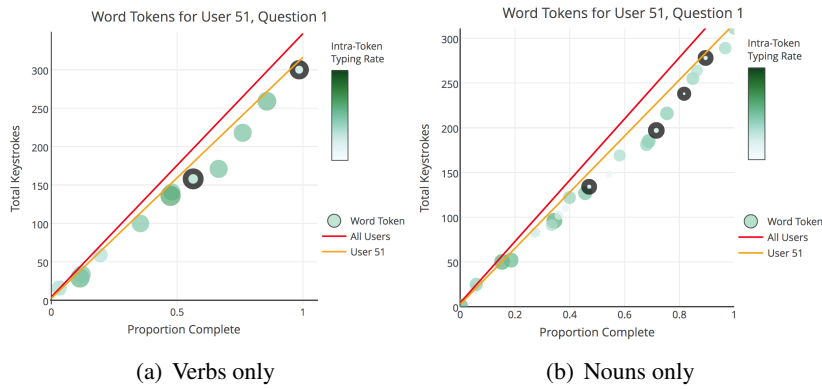 Word Tokens for User 51, Question 1
Total Keystrokes
300
250
200
150
100
50
0
0
0.5
1
Proportion Complete
Intra-Token
Typing Rate
Word Token
All Users
User 51
(a) Verbs only
Word Tokens for User 51, Question 1
Total Keystrokes
300
250
200
150
100
50
0
0
0.2
0.4
0.6
0.8
1
Proportion Complete
Intra-Token
Typing Rate
Word Token
All Users
User 51
(b) Nouns only